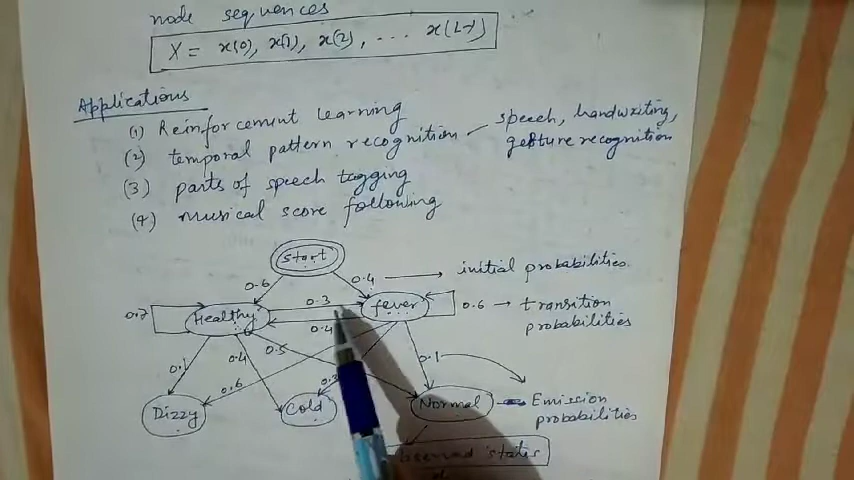 node sequences
X = x(0), x(1), x(2), ... x(L-1)
Applications
(1) Reinforcement learning
(2) temporal pattern recognition - speech, handwriting,
gesture recognition
(3) parts of speech tagging
(4) musical score following
start
0.6 0.4 → initial probabilities
0.7 Healthy 0.3 fever 0.6 → transition
0.4 probabilities
0.1 0.4 0.5 0.6 0.3 0.1
Dizzy Cold Normal Emission
probabilities
states